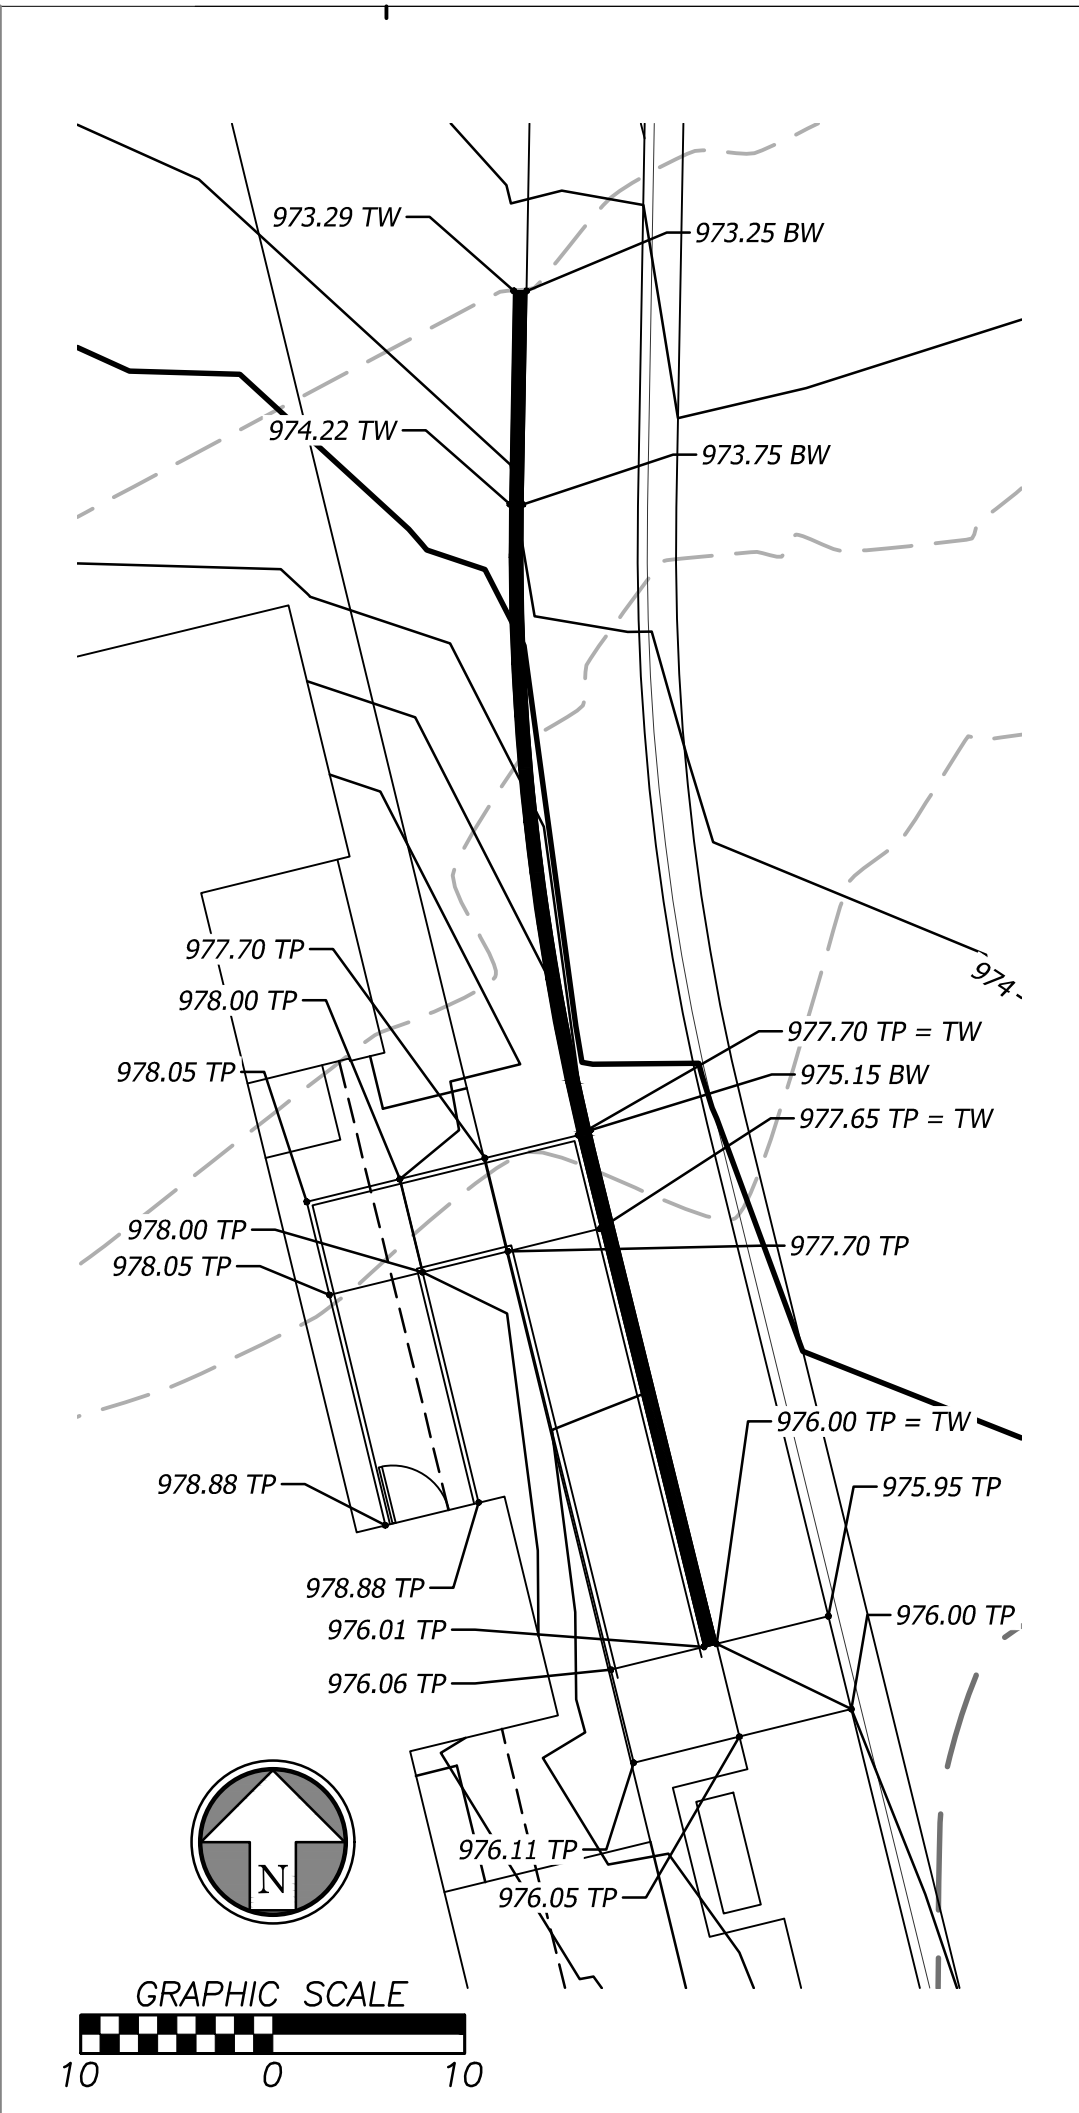 973.29 TW
973.25 BW
974.22 TW
973.75 BW
977.70 TP
974
978.00 TP
977.70 TP = TW
978.05 TP
975.15 BW
977.65 TP = TW
978.00 TP
977.70 TP
978.05 TP
976.00 TP = TW
978.88 TP
975.95 TP
978.88 TP
976.00 TP
976.01 TP
976.06 TP
976.11 TP
N
976.05 TP
GRAPHIC SCALE
10 0 10